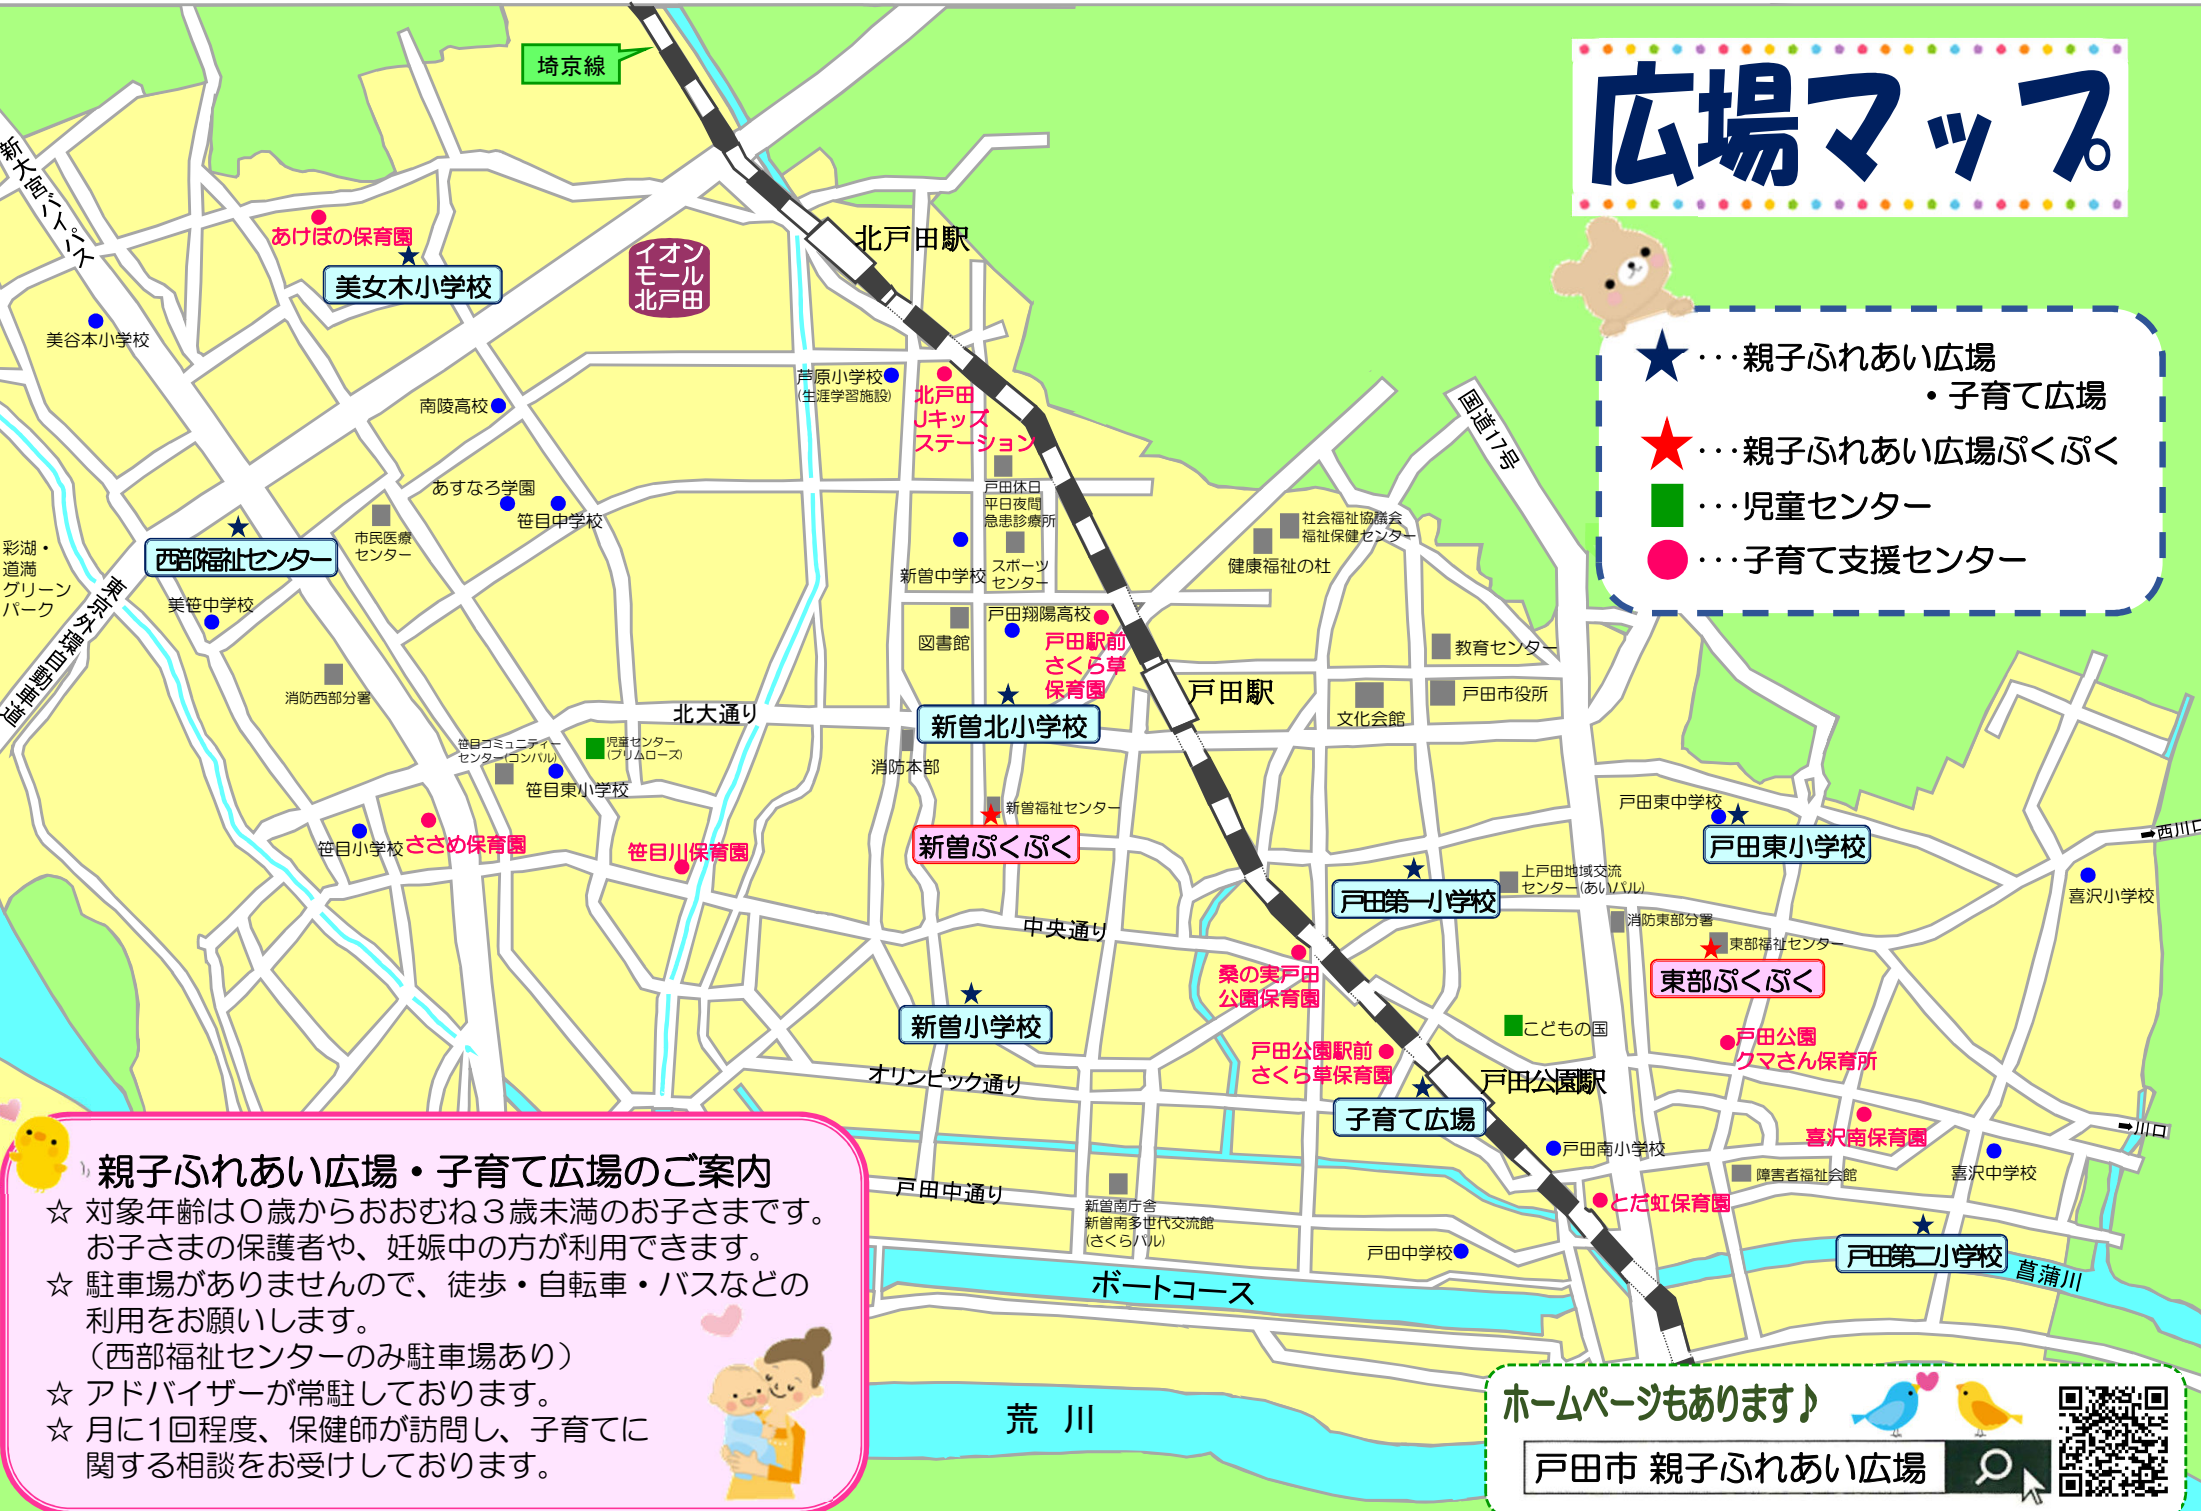 広場マップ
埼京線
新大宮バイパス
あけぼの保育園
美女木小学校
美谷本小学校
イオン
モール
北戸田
北戸田駅
★･･･親子ふれあい広場
・子育て広場
★･･･親子ふれあい広場ぷくぷく
･･･児童センター
･･･子育て支援センター
南陵高校
芦原小学校
(生涯学習施設)
北戸田
Jキッズ
ステーション
国道17号
あすなろ学園
笹目中学校
戸田休日
平日夜間
急患診療所
市民医療
センター
西部福祉センター
彩湖・
道満
グリーン
パーク
東京外環自動車道
美笹中学校
新曽中学校
スポーツ
センター
社会福祉協議会
福祉保健センター
健康福祉の杜
図書館
戸田翔陽高校
戸田駅前
さくら草
保育園
教育センター
戸田市役所
文化会館
戸田駅
消防西部分署
北大通り
新曽北小学校
消防本部
笹目コミュニティー
センター(コンパル)
児童センター
(プリムローズ)
笹目東小学校
新曽福祉センター
新曽ぷくぷく
笹目小学校
ささめ保育園
笹目川保育園
戸田東中学校
戸田東小学校
➡西川口
喜沢小学校
戸田第一小学校
上戸田地域交流
センター(あいパル)
消防東部分署
東部福祉センター
東部ぷくぷく
中央通り
桑の実戸田
公園保育園
新曽小学校
こどもの国
戸田公園
クマさん保育所
戸田公園駅前
さくら草保育園
オリンピック通り
戸田公園駅
子育て広場
戸田南小学校
喜沢南保育園
➡川口
喜沢中学校
障害者福祉会館
とだ虹保育園
戸田中通り
新曽南庁舎
新曽南多世代交流館
(さくらパル)
戸田中学校
戸田第二小学校
菖蒲川
ボートコース
荒 川
親子ふれあい広場・子育て広場のご案内
☆ 対象年齢は０歳からおおむね３歳未満のお子さまです。
お子さまの保護者や、妊娠中の方が利用できます。
☆ 駐車場がありませんので、徒歩・自転車・バスなどの
利用をお願いします。
（西部福祉センターのみ駐車場あり）
☆ アドバイザーが常駐しております。
☆ 月に1回程度、保健師が訪問し、子育てに
関する相談をお受けしております。
ホームページもあります♪
戸田市 親子ふれあい広場